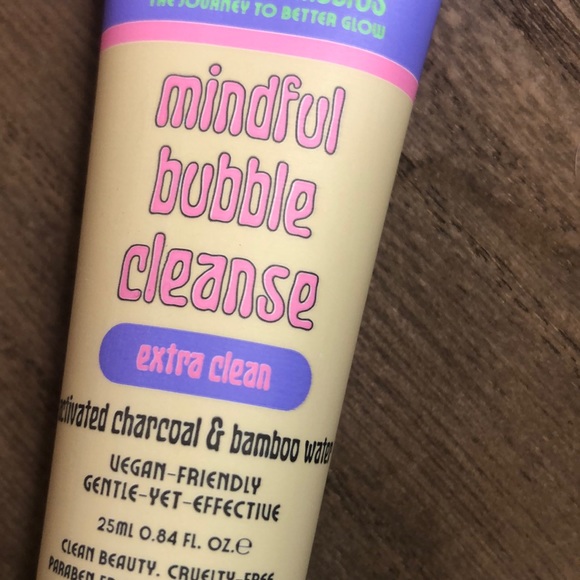 THE JOURNEY TO BETTER GLOW
mindful
bubble
cleanse
extra clean
activated charcoal & bamboo water
VEGAN-FRIENDLY
GENTLE-YET-EFFECTIVE
25ML 0.84 FL. OZ.℮
CLEAN BEAUTY. CRUELTY-FREE
PARABEN